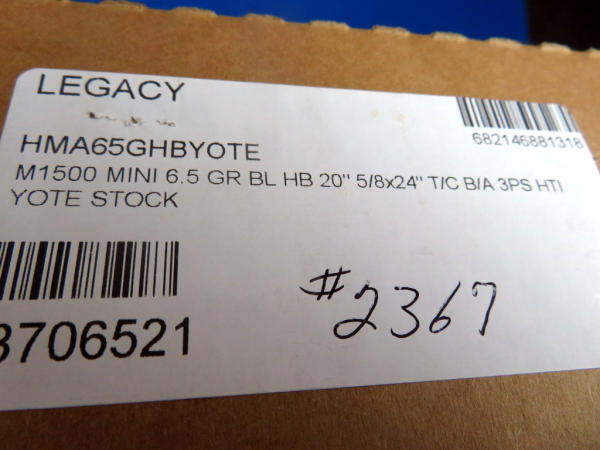 LEGACY
682146881318
HMA65GHBYOTE
M1500 MINI 6.5 GR BL HB 20" 5/8x24" T/C B/A 3PS HTI
YOTE STOCK
3706521
#2367